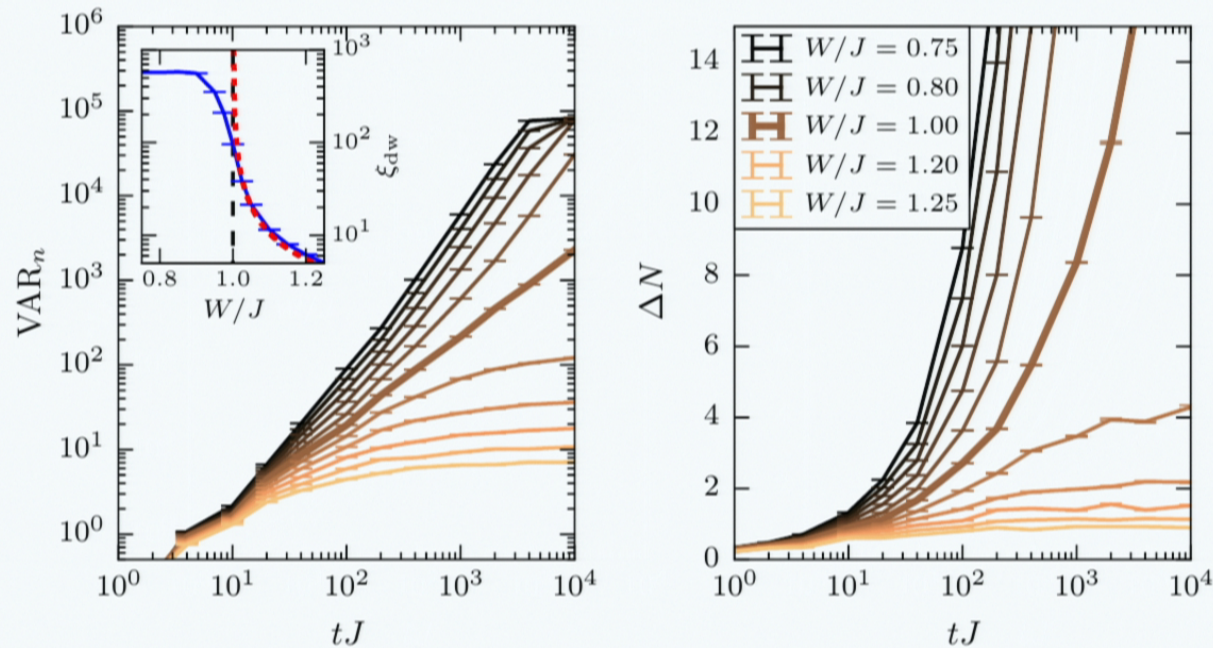 10^6
10^5
10^4
10^3
10^2
10^1
10^0
VAR_n
10^0 10^1 10^2 10^3 10^4
tJ
10^3
10^2
10^1
ξ_dw
0.8 1.0 1.2
W/J
14
12
10
8
6
4
2
0
ΔN
W/J = 0.75
W/J = 0.80
W/J = 1.00
W/J = 1.20
W/J = 1.25
10^0 10^1 10^2 10^3 10^4
tJ